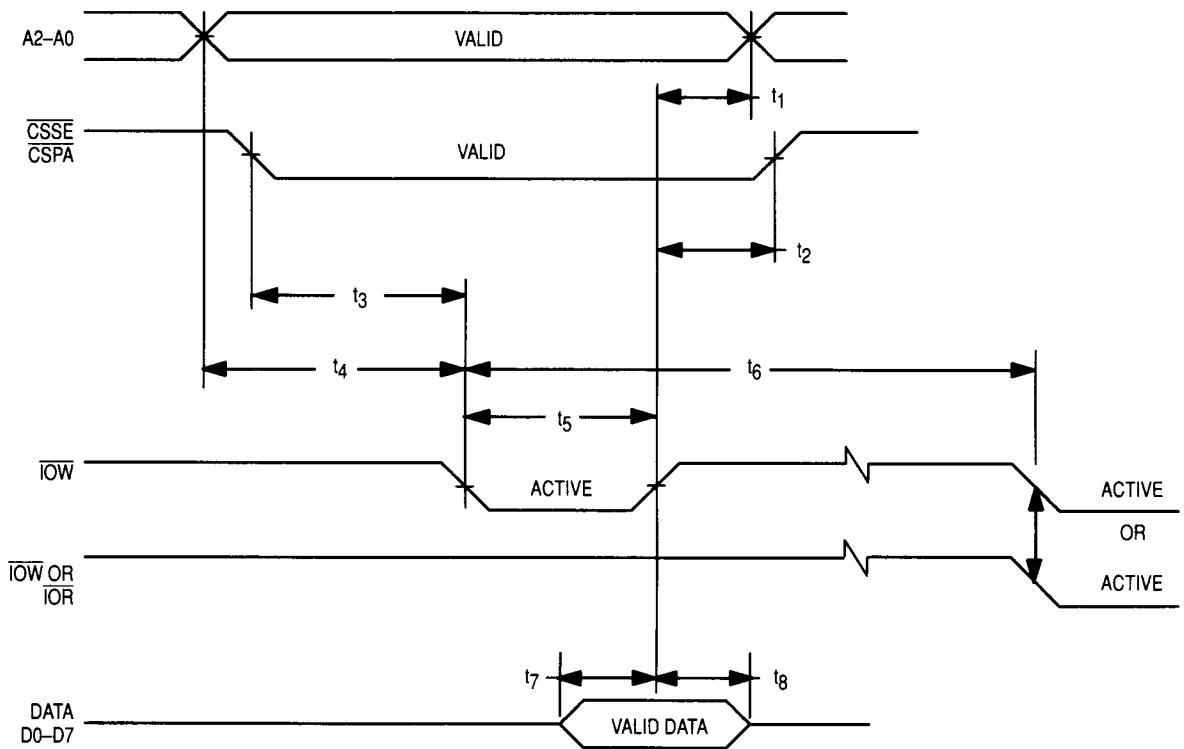 A2–A0
VALID
t1
CSSE
CSPA
VALID
t2
t3
t4
t6
t5
IOW
ACTIVE
ACTIVE
OR
IOW OR
IOR
ACTIVE
t7
t8
DATA
D0–D7
VALID DATA